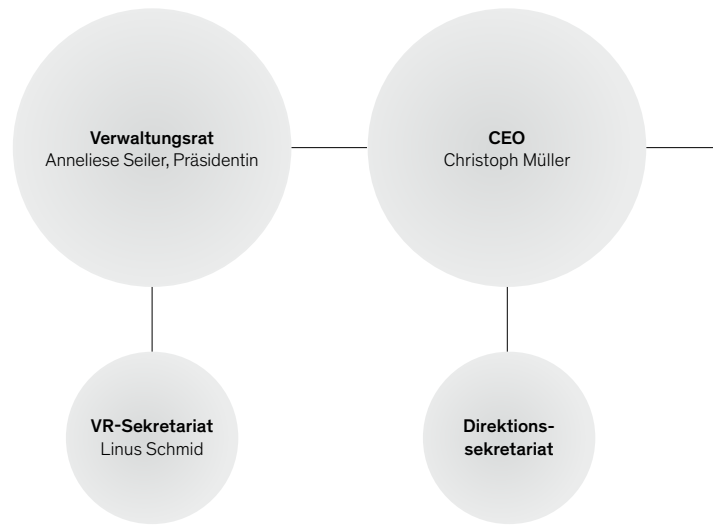 Verwaltungsrat
Anneliese Seiler, Präsidentin
CEO
Christoph Müller
VR-Sekretariat
Linus Schmid
Direktions-
sekretariat